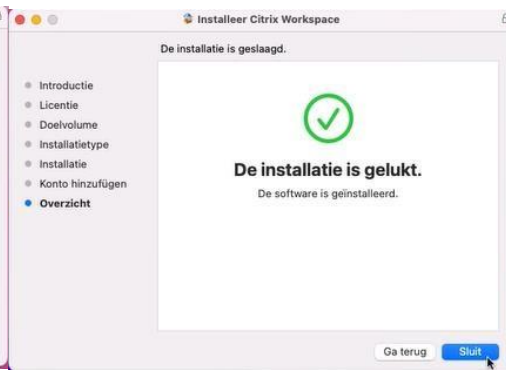 Installeer Citrix Workspace
De installatie is geslaagd.
Introductie
Licentie
Doelvolume
Installatietype
Installatie
Konto hinzufügen
Overzicht
De installatie is gelukt.
De software is geïnstalleerd.
Ga terug
Sluit